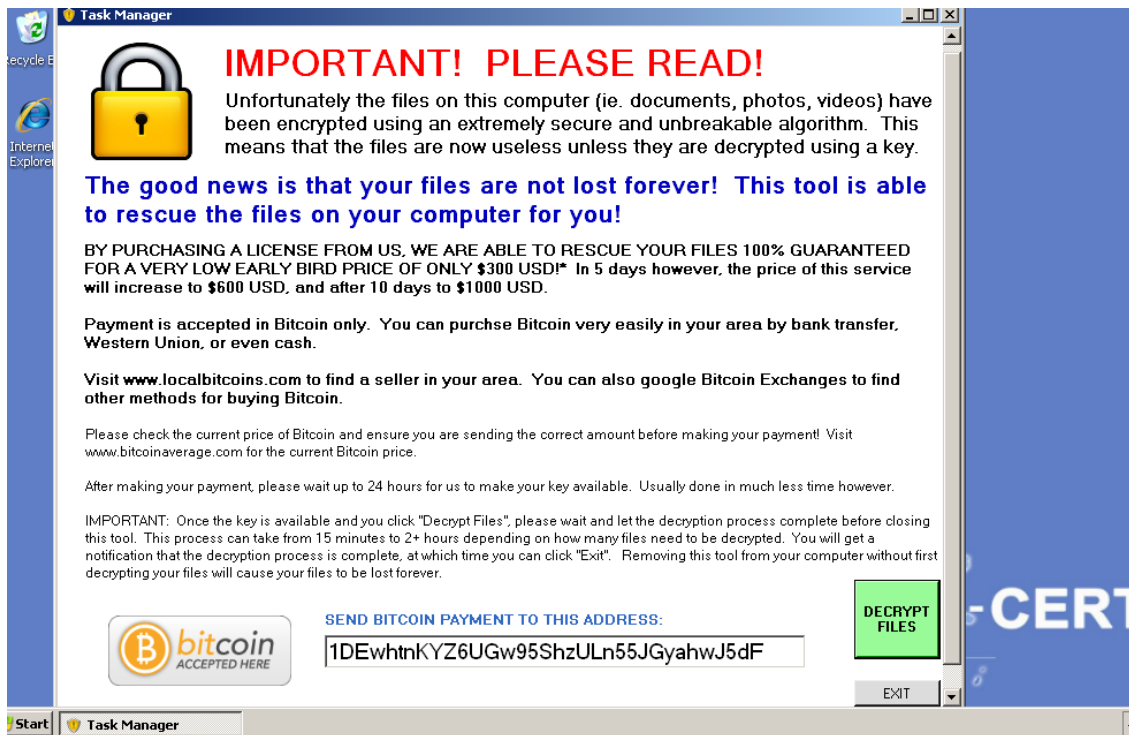 Task Manager
Recycle B
Internet
Explorer
IMPORTANT! PLEASE READ!
Unfortunately the files on this computer (ie. documents, photos, videos) have
been encrypted using an extremely secure and unbreakable algorithm. This
means that the files are now useless unless they are decrypted using a key.
The good news is that your files are not lost forever! This tool is able
to rescue the files on your computer for you!
BY PURCHASING A LICENSE FROM US, WE ARE ABLE TO RESCUE YOUR FILES 100% GUARANTEED
FOR A VERY LOW EARLY BIRD PRICE OF ONLY $300 USD!* In 5 days however, the price of this service
will increase to $600 USD, and after 10 days to $1000 USD.
Payment is accepted in Bitcoin only. You can purchse Bitcoin very easily in your area by bank transfer,
Western Union, or even cash.
Visit www.localbitcoins.com to find a seller in your area. You can also google Bitcoin Exchanges to find
other methods for buying Bitcoin.
Please check the current price of Bitcoin and ensure you are sending the correct amount before making your payment! Visit
www.bitcoinaverage.com for the current Bitcoin price.
After making your payment, please wait up to 24 hours for us to make your key available. Usually done in much less time however.
IMPORTANT: Once the key is available and you click "Decrypt Files", please wait and let the decryption process complete before closing
this tool. This process can take from 15 minutes to 2+ hours depending on how many files need to be decrypted. You will get a
notification that the decryption process is complete, at which time you can click "Exit". Removing this tool from your computer without first
decrypting your files will cause your files to be lost forever.
bitcoin
ACCEPTED HERE
SEND BITCOIN PAYMENT TO THIS ADDRESS:
1DEwhtnKYZ6UGw95ShzULn55JGyahwJ5dF
DECRYPT
FILES
EXIT
-CERT
Start
Task Manager